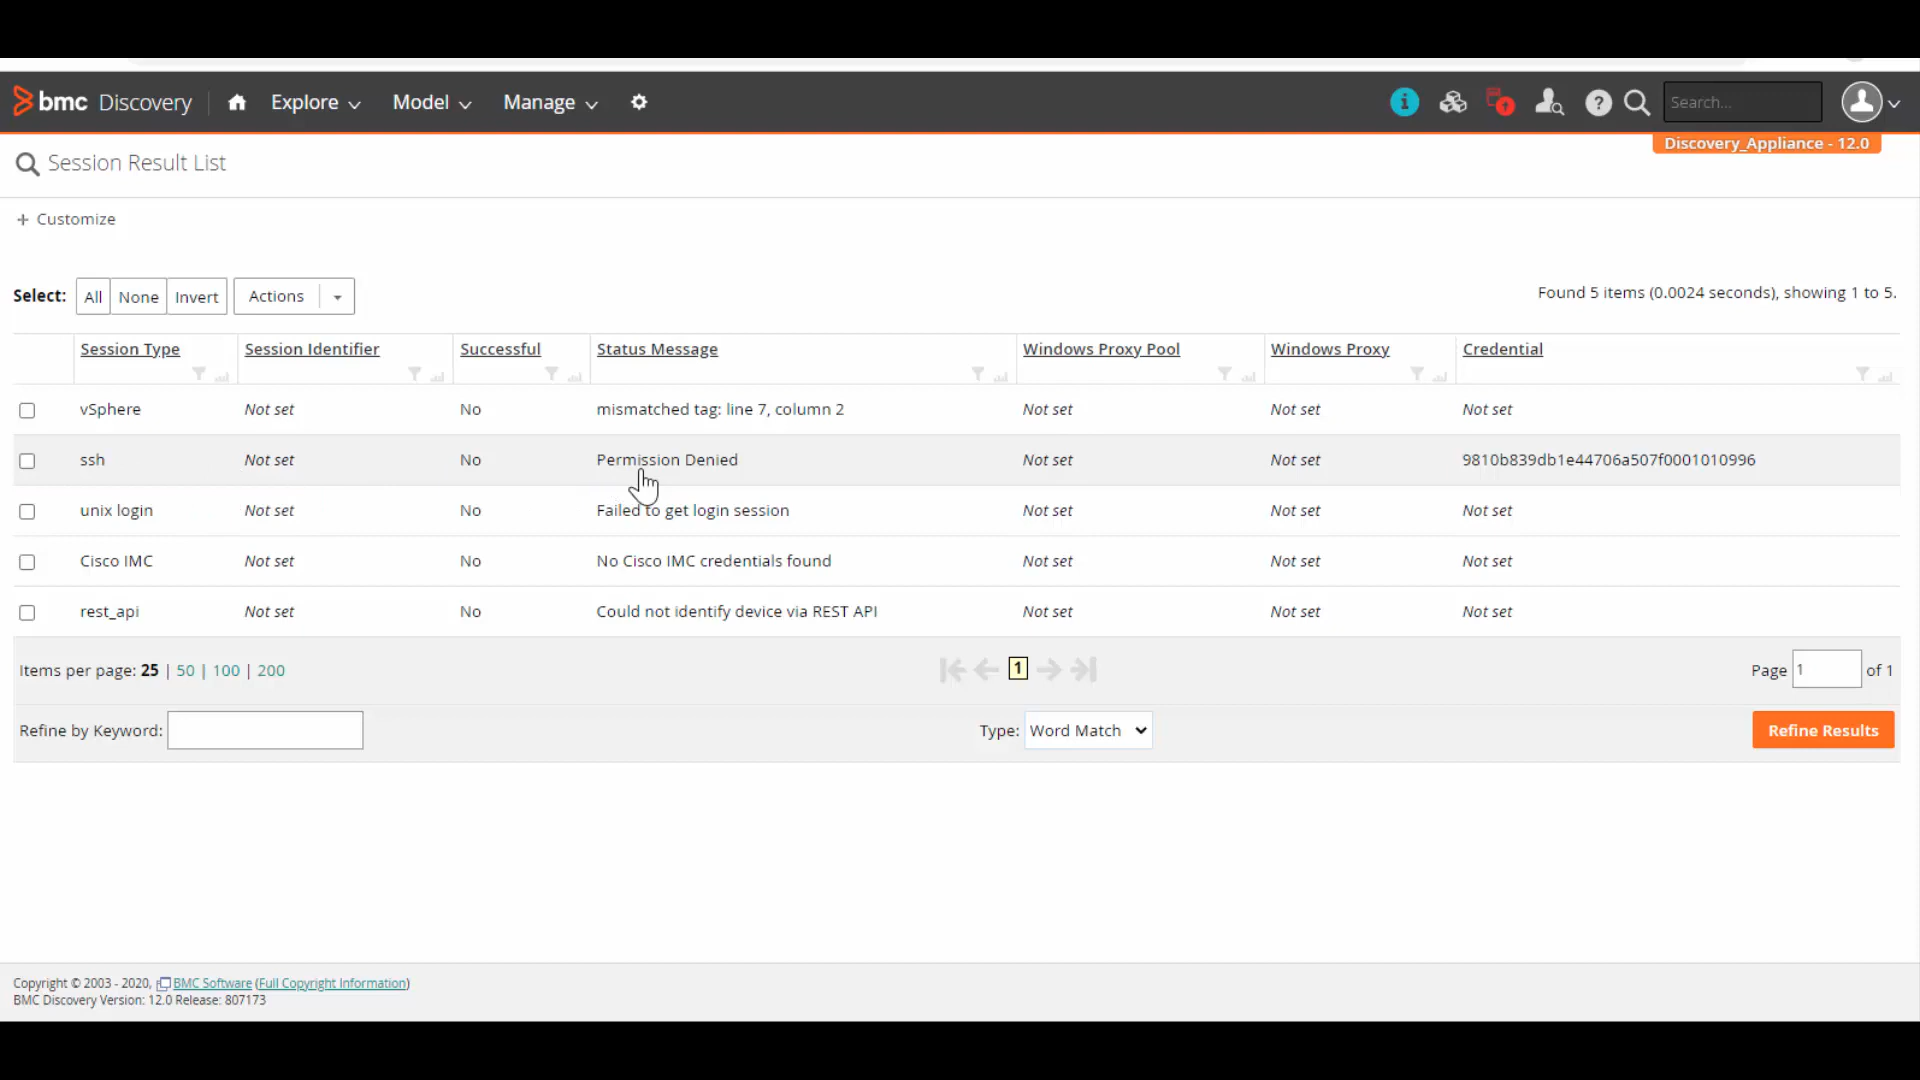 bmc Discovery Explore Model Manage Search...
Discovery_Appliance - 12.0
Session Result List
+ Customize
Select: All None Invert Actions Found 5 items (0.0024 seconds), showing 1 to 5.
Session Type Session Identifier Successful Status Message Windows Proxy Pool Windows Proxy Credential
vSphere Not set No mismatched tag: line 7, column 2 Not set Not set Not set
ssh Not set No Permission Denied Not set Not set 9810b839db1e44706a507f0001010996
unix login Not set No Failed to get login session Not set Not set Not set
Cisco IMC Not set No No Cisco IMC credentials found Not set Not set Not set
rest_api Not set No Could not identify device via REST API Not set Not set Not set
Items per page: 25 | 50 | 100 | 200 1 Page 1 of 1
Refine by Keyword: Type: Word Match Refine Results
Copyright © 2003 - 2020, BMC Software (Full Copyright Information)
BMC Discovery Version: 12.0 Release: 807173